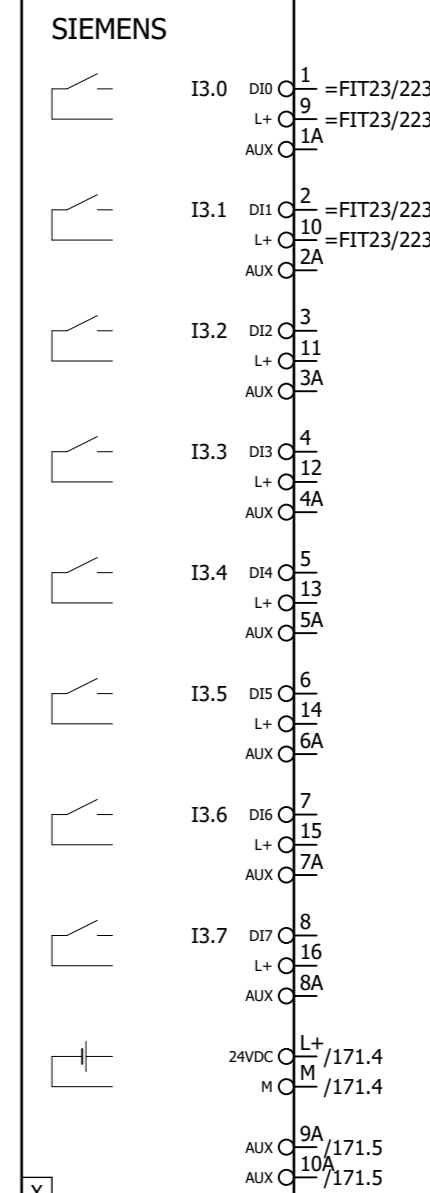 SIEMENS
I3.0 DI0 1 =FIT23/223
L+ 9 =FIT23/223
AUX 1A
I3.1 DI1 2 =FIT23/223
L+ 10 =FIT23/223
AUX 2A
I3.2 DI2 3
L+ 11
AUX 3A
I3.3 DI3 4
L+ 12
AUX 4A
I3.4 DI4 5
L+ 13
AUX 5A
I3.5 DI5 6
L+ 14
AUX 6A
I3.6 DI6 7
L+ 15
AUX 7A
I3.7 DI7 8
L+ 16
AUX 8A
24VDC L+ /171.4
M M /171.4
AUX 9A /171.5
AUX 10A /171.5
X